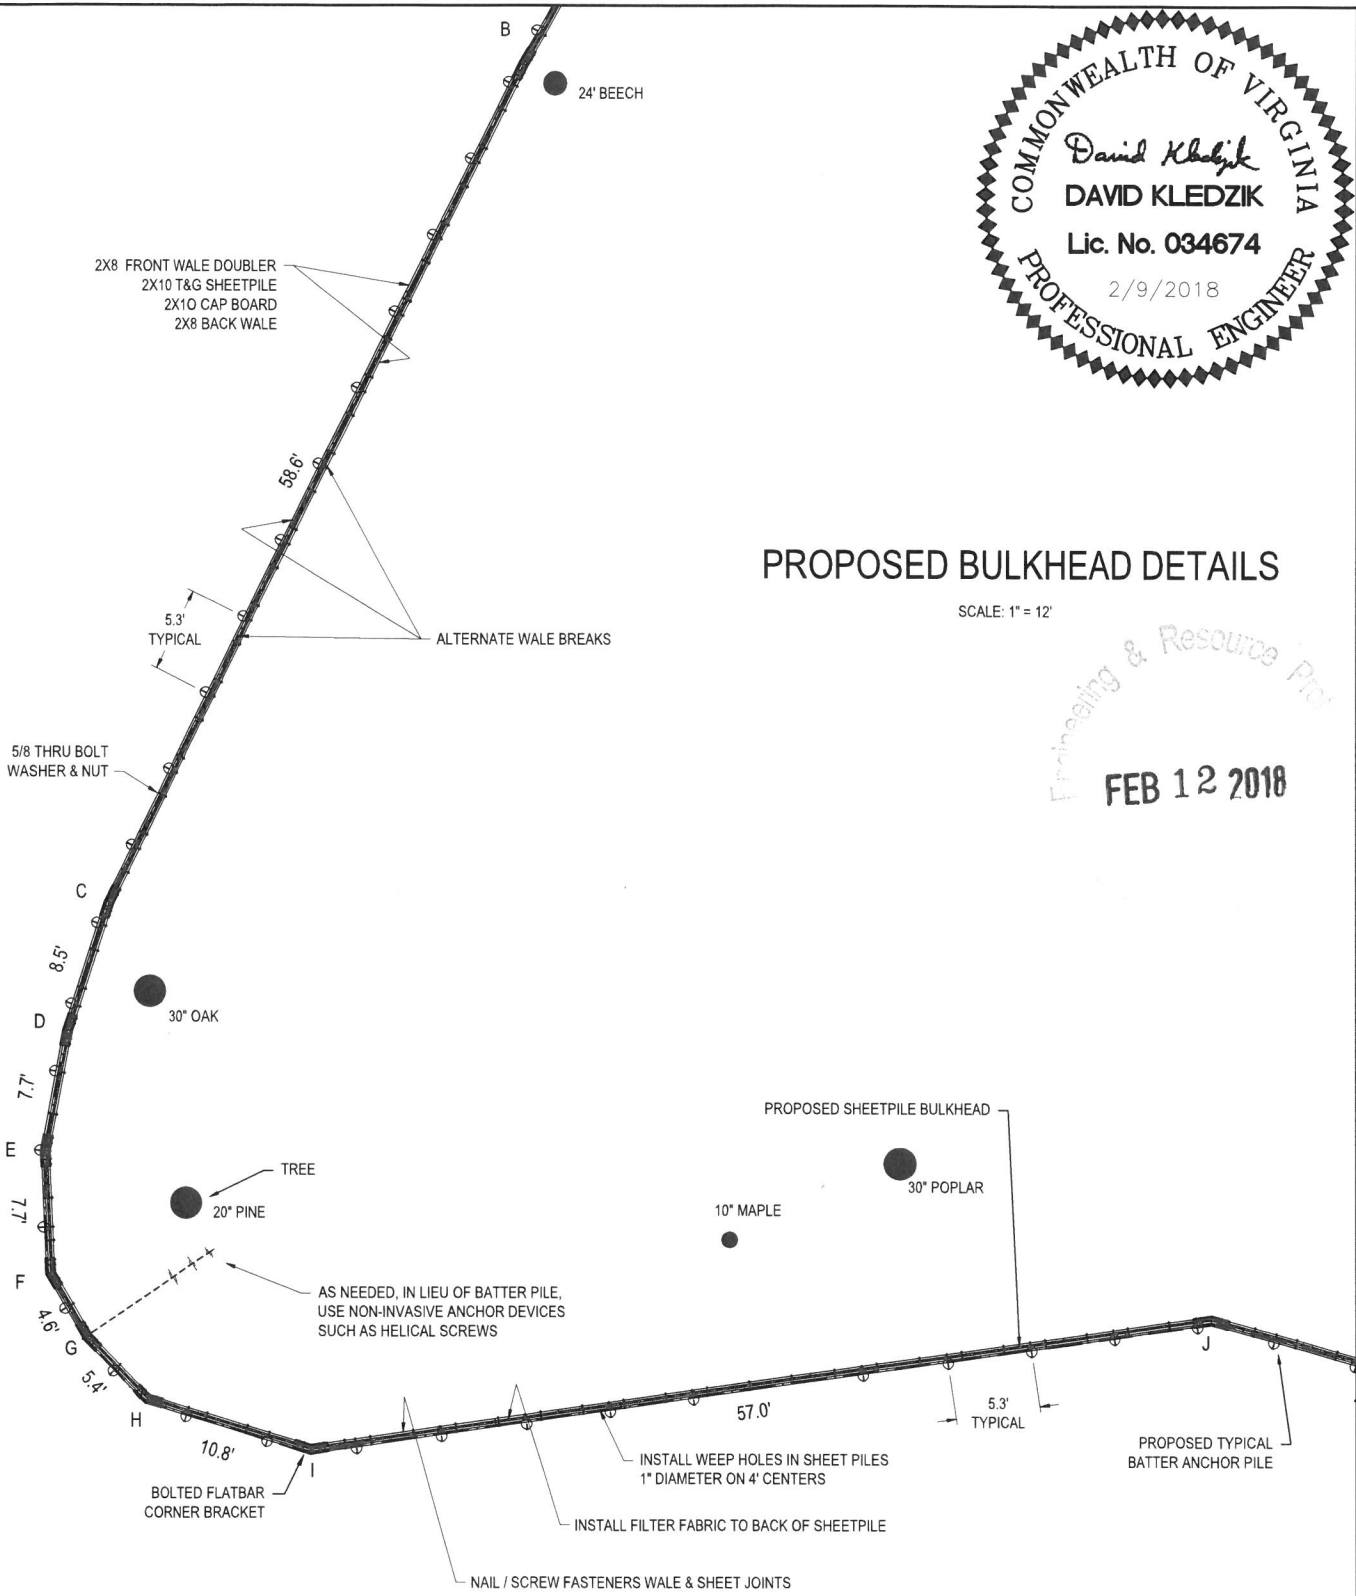 B
24' BEECH
COMMONWEALTH OF VIRGINIA
David Kledzik
DAVID KLEDZIK
Lic. No. 034674
2/9/2018
PROFESSIONAL ENGINEER
2X8 FRONT WALE DOUBLER
2X10 T&G SHEETPILE
2X1O CAP BOARD
2X8 BACK WALE
58.6'
PROPOSED BULKHEAD DETAILS
SCALE: 1" = 12'
5.3'
TYPICAL
ALTERNATE WALE BREAKS
Engineering & Resource
FEB 12 2018
5/8 THRU BOLT
WASHER & NUT
C
8.5'
30" OAK
D
7.7'
PROPOSED SHEETPILE BULKHEAD
E
TREE
30" POPLAR
7.7'
20" PINE
10" MAPLE
F
AS NEEDED, IN LIEU OF BATTER PILE,
USE NON-INVASIVE ANCHOR DEVICES
SUCH AS HELICAL SCREWS
4.6'
G
J
5.4'
H
57.0'
5.3'
TYPICAL
10.8'
I
PROPOSED TYPICAL
BATTER ANCHOR PILE
INSTALL WEEP HOLES IN SHEET PILES
1" DIAMETER ON 4' CENTERS
BOLTED FLATBAR
CORNER BRACKET
INSTALL FILTER FABRIC TO BACK OF SHEETPILE
NAIL / SCREW FASTENERS WALE & SHEET JOINTS